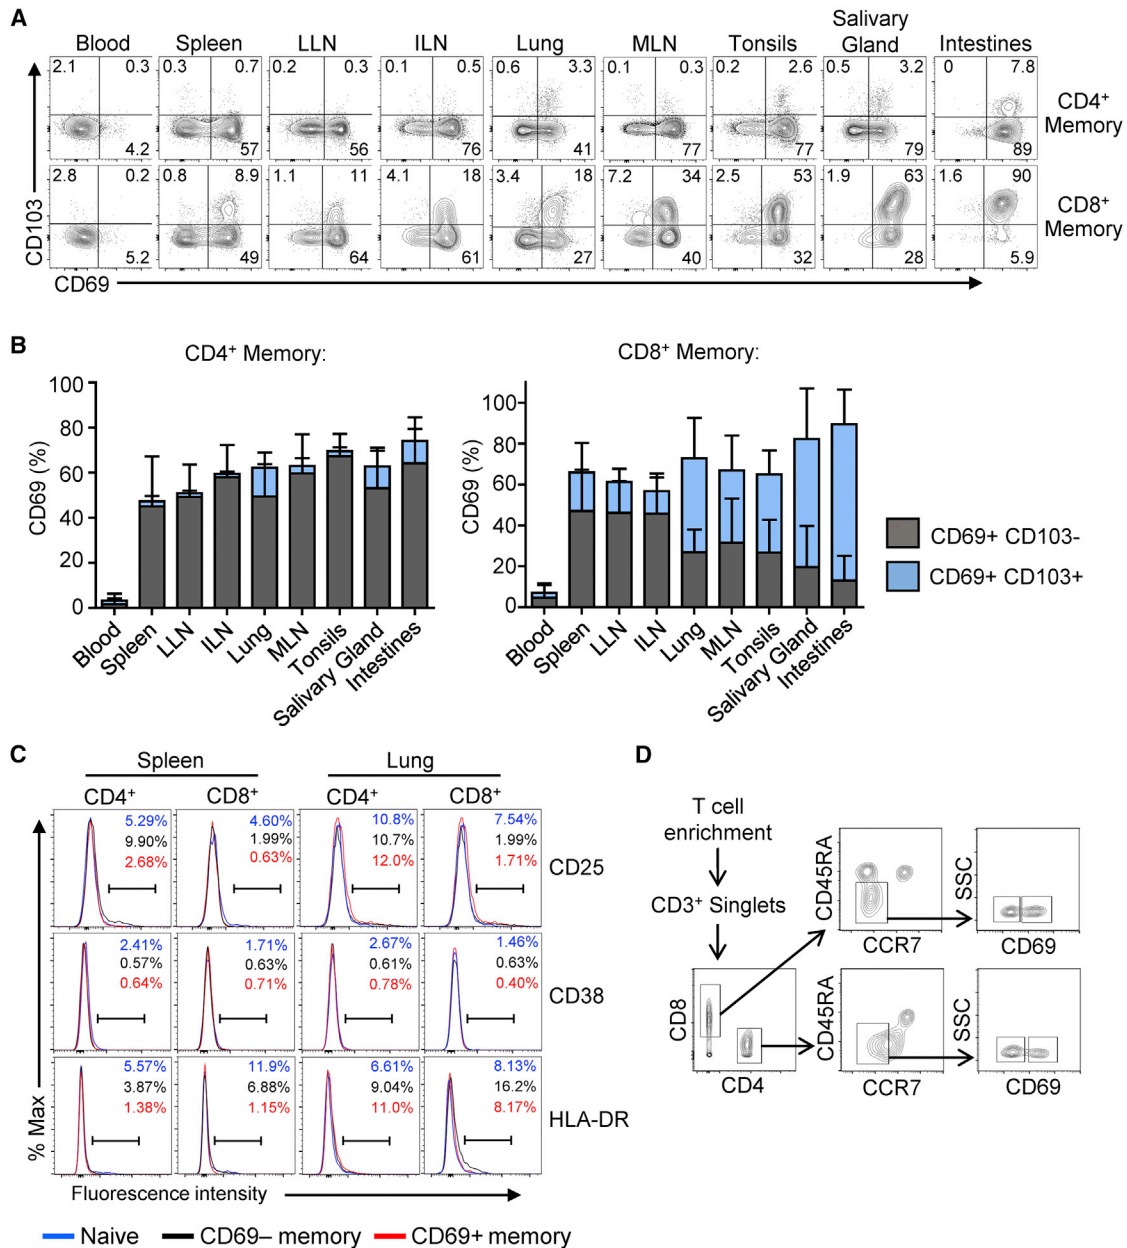 A
Blood Spleen LLN ILN Lung MLN Tonsils Salivary Gland Intestines
2.1 0.3 0.3 0.7 0.2 0.3 0.1 0.5 0.6 3.3 0.1 0.3 0.2 2.6 0.5 3.2 0 7.8
CD4+ Memory
4.2 57 56 76 41 77 77 79 89
2.8 0.2 0.8 8.9 1.1 11 4.1 18 3.4 18 7.2 34 2.5 53 1.9 63 1.6 90
CD8+ Memory
5.2 49 64 61 27 40 32 28 5.9
CD103
CD69
B
CD4+ Memory:
CD69 (%)
100
80
60
40
20
0
Blood Spleen LLN ILN Lung MLN Tonsils Salivary Gland Intestines
CD8+ Memory:
CD69 (%)
100
80
60
40
20
0
Blood Spleen LLN ILN Lung MLN Tonsils Salivary Gland Intestines
CD69+ CD103-
CD69+ CD103+
C
Spleen Lung
CD4+ CD8+ CD4+ CD8+
5.29% 4.60% 10.8% 7.54%
9.90% 1.99% 10.7% 1.99%
2.68% 0.63% 12.0% 1.71%
CD25
2.41% 1.71% 2.67% 1.46%
0.57% 0.63% 0.61% 0.63%
0.64% 0.71% 0.78% 0.40%
CD38
5.57% 11.9% 6.61% 8.13%
3.87% 6.88% 9.04% 16.2%
1.38% 1.15% 11.0% 8.17%
HLA-DR
% Max
Fluorescence intensity
Naive CD69– memory CD69+ memory
D
T cell
enrichment
CD3+ Singlets
CD8
CD4
CD45RA
CCR7
SSC
CD69
CD45RA
CCR7
SSC
CD69